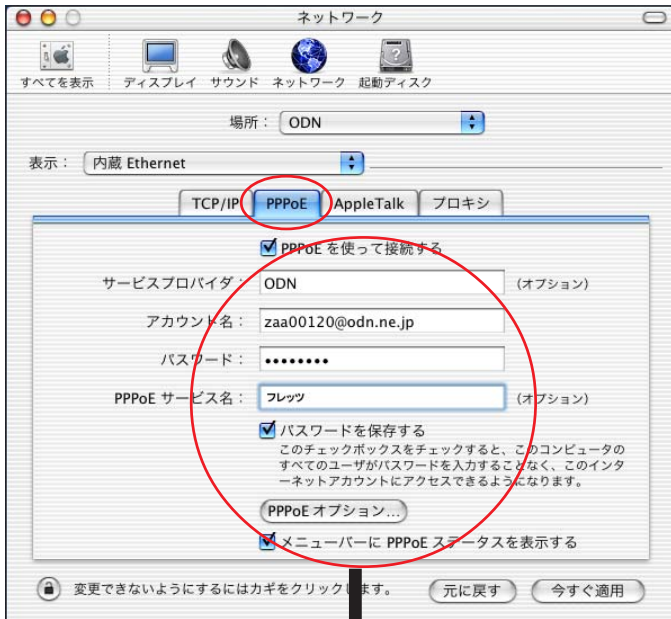 ネットワーク
すべてを表示 ディスプレイ サウンド ネットワーク 起動ディスク
場所： ODN
表示： 内蔵 Ethernet
TCP/IP PPPoE AppleTalk プロキシ
PPPoE を使って接続する
サービスプロバイダ： ODN (オプション)
アカウント名： zaa00120@odn.ne.jp
パスワード： ••••••••
PPPoE サービス名： フレッツ (オプション)
パスワードを保存する
このチェックボックスをチェックすると、このコンピュータの
すべてのユーザがパスワードを入力することなく、このインタ
ーネットアカウントにアクセスできるようになります。
PPPoE オプション...
メニューバーに PPPoE ステータスを表示する
変更できないようにするにはカギをクリックします。 元に戻す 今すぐ適用